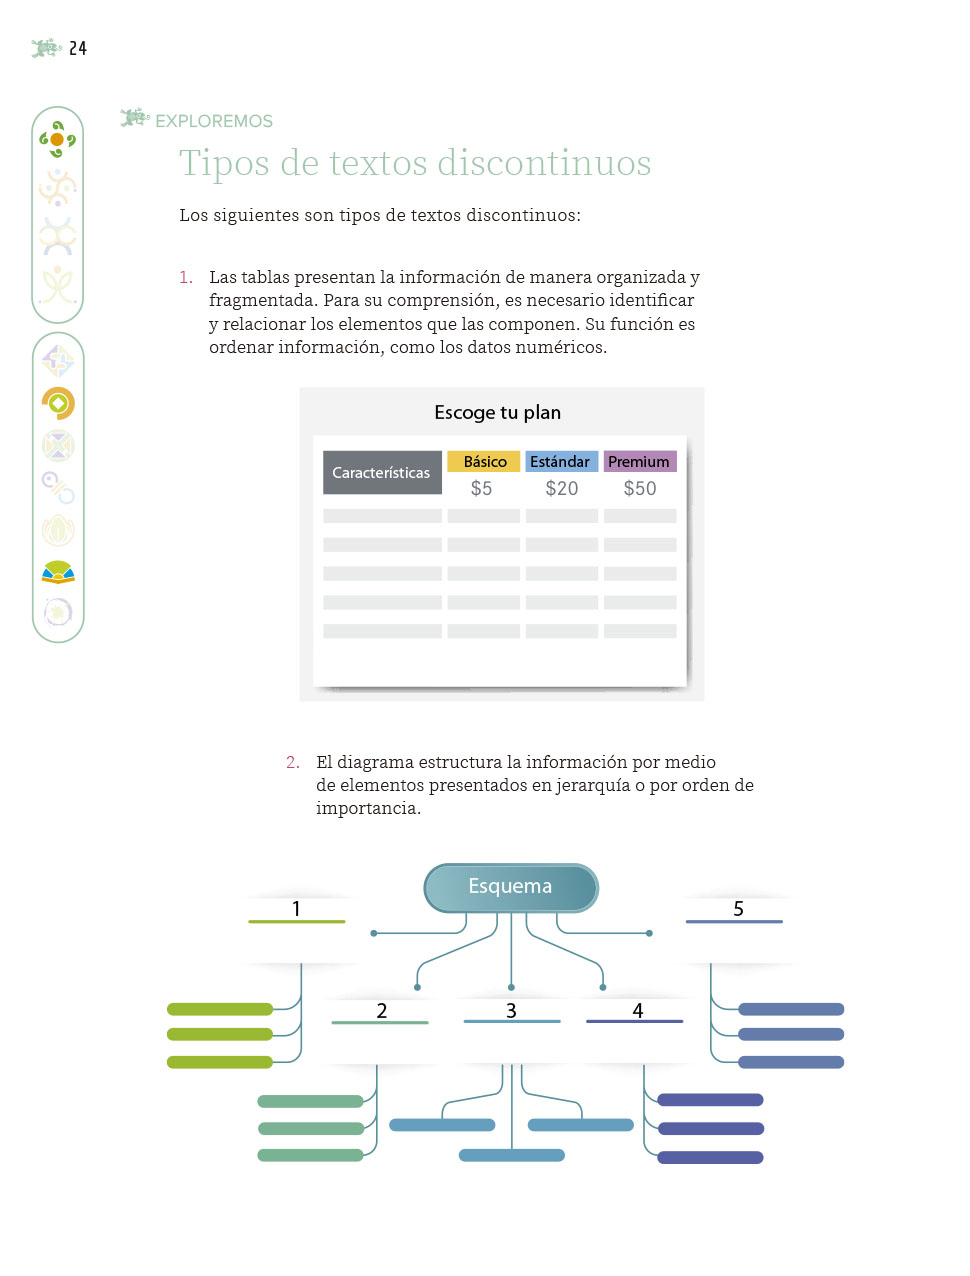 24
EXPLOREMOS
Tipos de textos discontinuos
Los siguientes son tipos de textos discontinuos:
1. Las tablas presentan la información de manera organizada y
fragmentada. Para su comprensión, es necesario identificar
y relacionar los elementos que las componen. Su función es
ordenar información, como los datos numéricos.
Escoge tu plan
Características Básico Estándar Premium
$5 $20 $50
2. El diagrama estructura la información por medio
de elementos presentados en jerarquía o por orden de
importancia.
Esquema
1 5
2 3 4